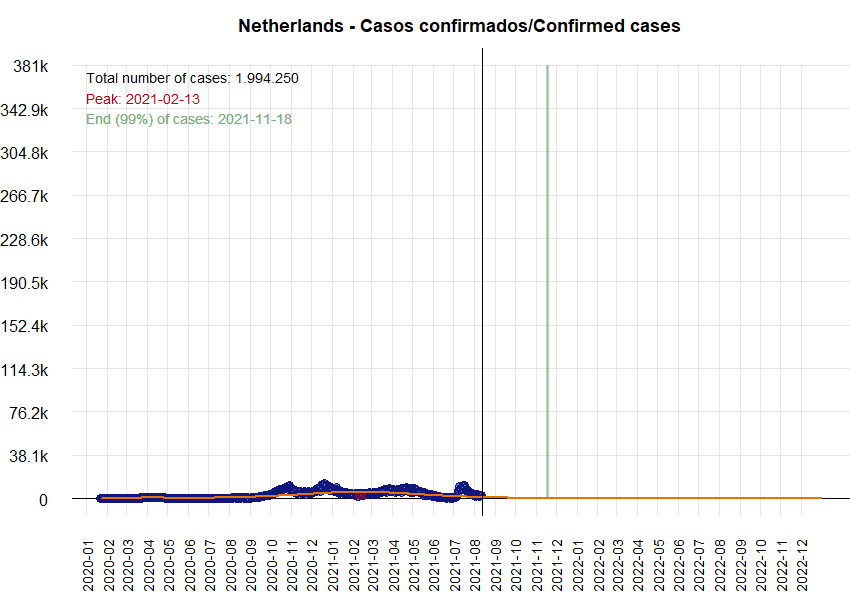 Netherlands - Casos confirmados/Confirmed cases
381k
342.9k
304.8k
266.7k
228.6k
190.5k
152.4k
114.3k
76.2k
38.1k
0
Total number of cases: 1.994.250
Peak: 2021-02-13
End (99%) of cases: 2021-11-18
2020-01
2020-02
2020-03
2020-04
2020-05
2020-06
2020-07
2020-08
2020-09
2020-10
2020-11
2020-12
2021-01
2021-02
2021-03
2021-04
2021-05
2021-06
2021-07
2021-08
2021-09
2021-10
2021-11
2021-12
2022-01
2022-02
2022-03
2022-04
2022-05
2022-06
2022-07
2022-08
2022-09
2022-10
2022-11
2022-12